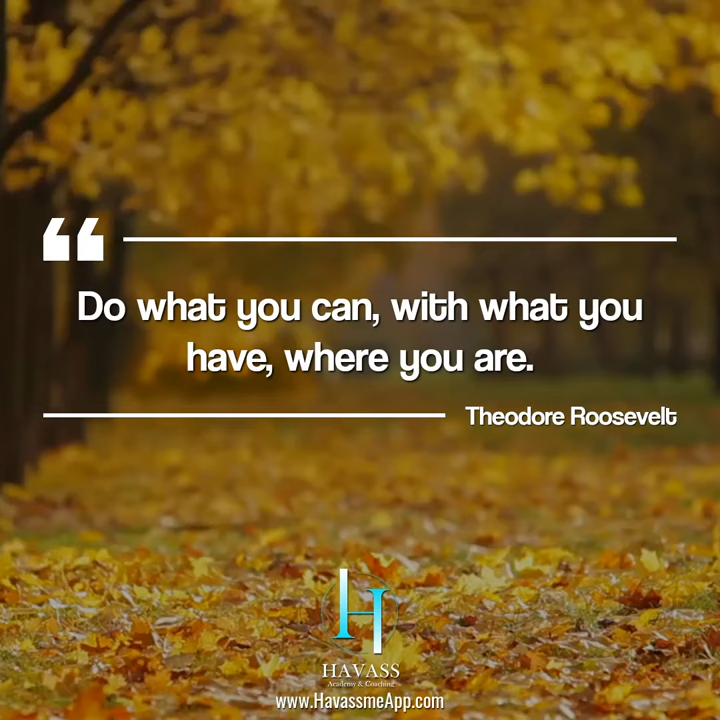 “
Do what you can, with what you
have, where you are.
Theodore Roosevelt
H
HAVASS
Academy & Coaching
www.HavassmeApp.com